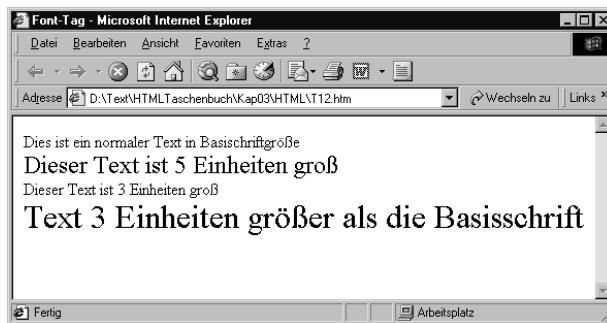 Font-Tag - Microsoft Internet Explorer
Datei Bearbeiten Ansicht Favoriten Extras ?
Adresse D:\Text\HTMLTaschenbuch\Kap03\HTML\T12.htm Wechseln zu Links »
Dies ist ein normaler Text in Basischriftgröße
Dieser Text ist 5 Einheiten groß
Dieser Text ist 3 Einheiten groß
Text 3 Einheiten größer als die Basisschrift
Fertig Arbeitsplatz